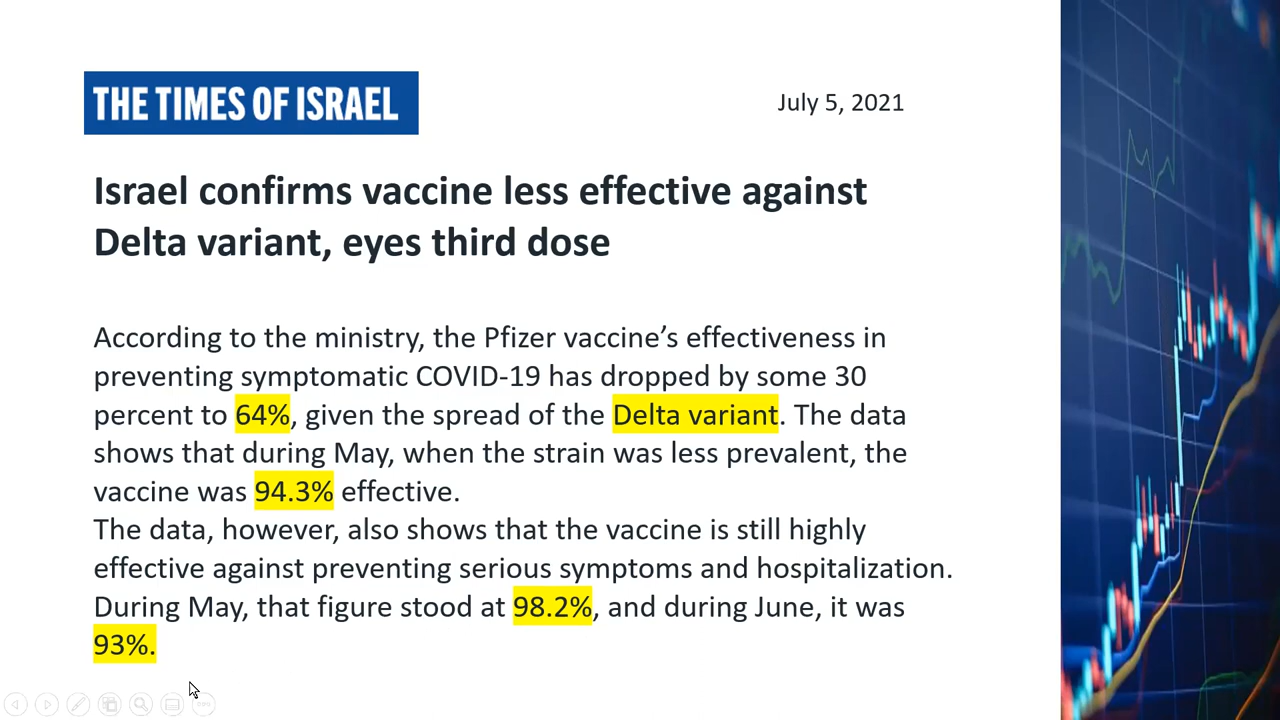 THE TIMES OF ISRAEL
July 5, 2021
Israel confirms vaccine less effective against
Delta variant, eyes third dose
According to the ministry, the Pfizer vaccine’s effectiveness in
preventing symptomatic COVID-19 has dropped by some 30
percent to 64%, given the spread of the Delta variant. The data
shows that during May, when the strain was less prevalent, the
vaccine was 94.3% effective.
The data, however, also shows that the vaccine is still highly
effective against preventing serious symptoms and hospitalization.
During May, that figure stood at 98.2%, and during June, it was
93%.